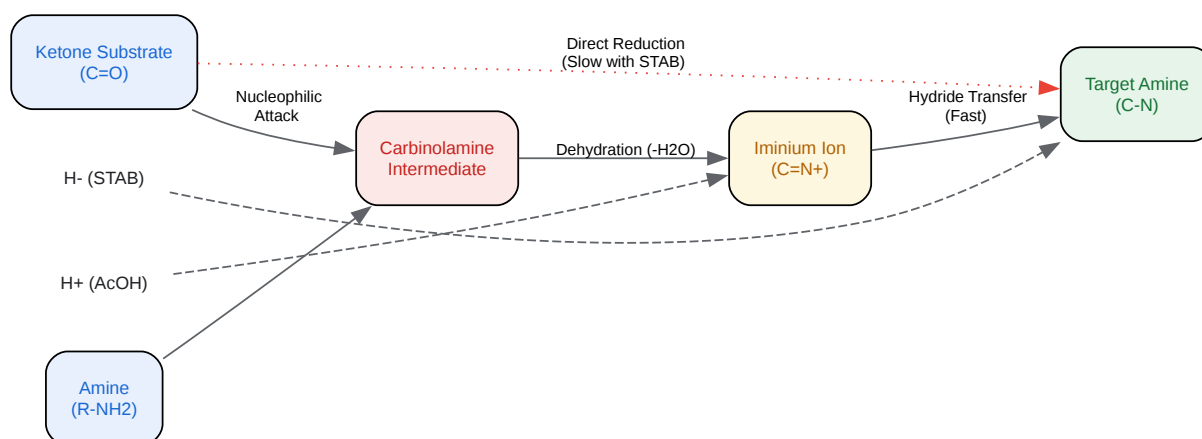 Ketone Substrate
(C=O)
Direct Reduction
(Slow with STAB)
Target Amine
(C-N)
Nucleophilic
Attack
Hydride Transfer
(Fast)
Carbinolamine
Intermediate
Dehydration (-H2O)
Iminium Ion
(C=N+)
H- (STAB)
H+ (AcOH)
Amine
(R-NH2)